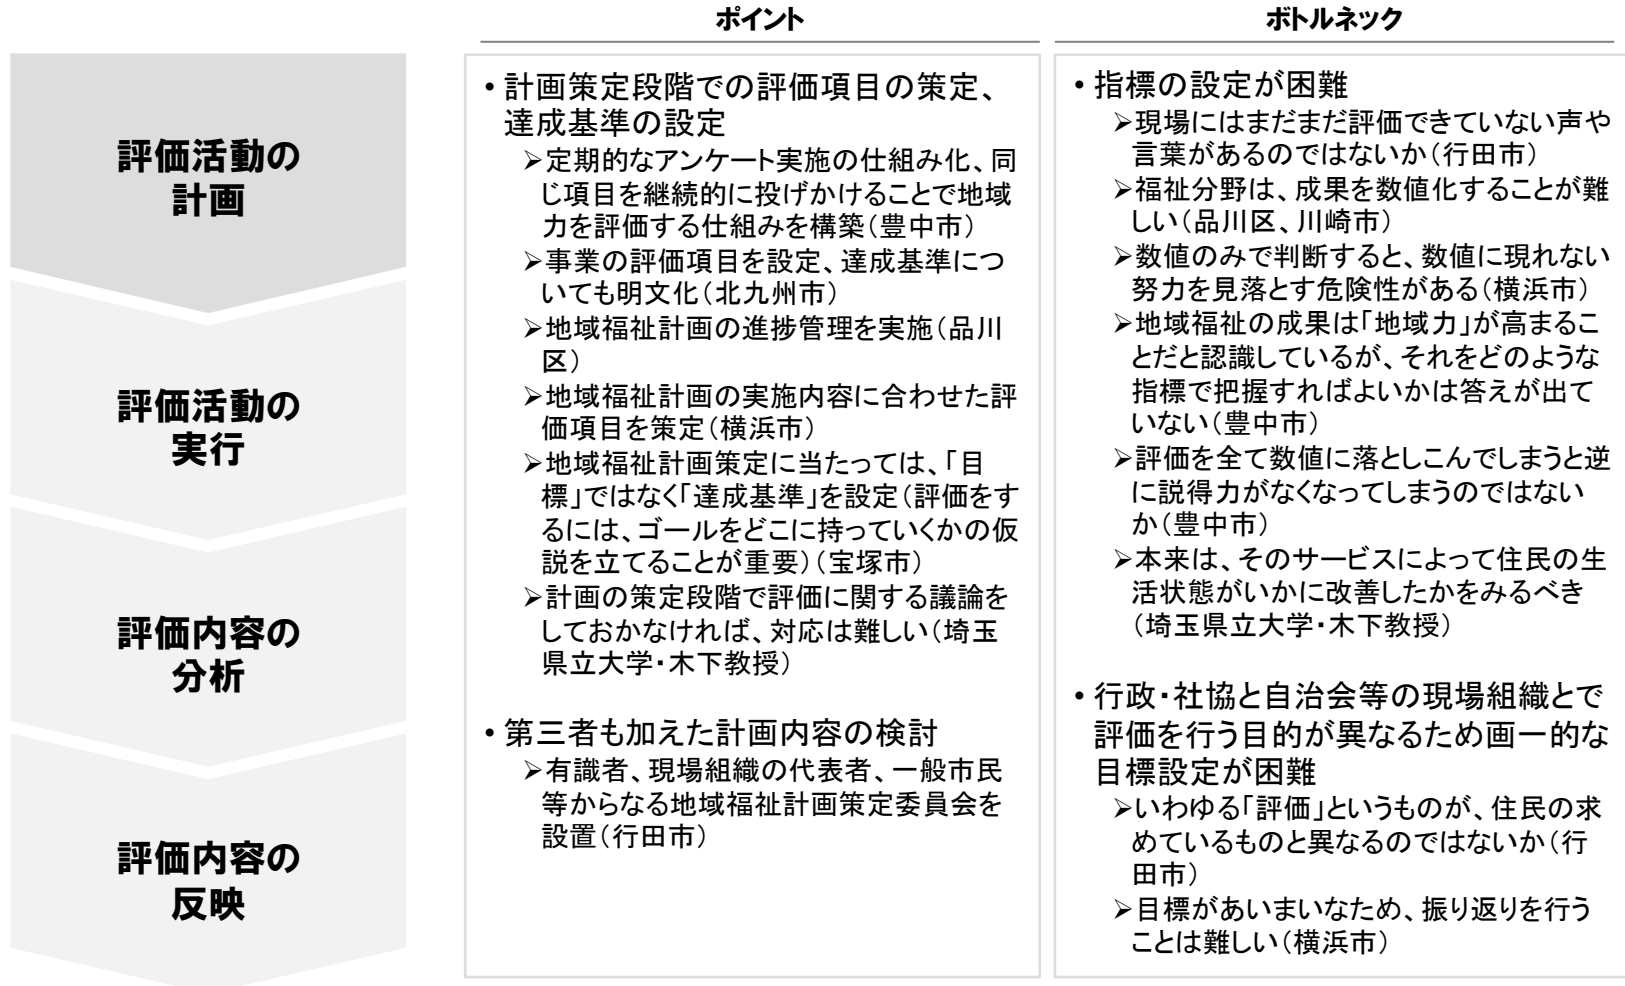 ポイント
ボトルネック
評価活動の
計画
評価活動の
実行
評価内容の
分析
評価内容の
反映
• 計画策定段階での評価項目の策定、
達成基準の設定
➢定期的なアンケート実施の仕組み化、同
じ項目を継続的に投げかけることで地域
力を評価する仕組みを構築（豊中市）
➢事業の評価項目を設定、達成基準につ
いても明文化（北九州市）
➢地域福祉計画の進捗管理を実施（品川
区）
➢地域福祉計画の実施内容に合わせた評
価項目を策定（横浜市）
➢地域福祉計画策定に当たっては、「目
標」ではなく「達成基準」を設定（評価をす
るには、ゴールをどこに持っていくかの仮
説を立てることが重要）（宝塚市）
➢計画の策定段階で評価に関する議論を
しておかなければ、対応は難しい（埼玉
県立大学・木下教授）
• 第三者も加えた計画内容の検討
➢有識者、現場組織の代表者、一般市民
等からなる地域福祉計画策定委員会を
設置（行田市）
• 指標の設定が困難
➢現場にはまだまだ評価できていない声や
言葉があるのではないか（行田市）
➢福祉分野は、成果を数値化することが難
しい（品川区、川崎市）
➢数値のみで判断すると、数値に現れない
努力を見落とす危険性がある（横浜市）
➢地域福祉の成果は「地域力」が高まるこ
とだと認識しているが、それをどのような
指標で把握すればよいかは答えが出て
いない（豊中市）
➢評価を全て数値に落としこんでしまうと逆
に説得力がなくなってしまうのではない
か（豊中市）
➢本来は、そのサービスによって住民の生
活状態がいかに改善したかをみるべき
（埼玉県立大学・木下教授）
• 行政・社協と自治会等の現場組織とで
評価を行う目的が異なるため画一的な
目標設定が困難
➢いわゆる「評価」というものが、住民の求
めているものと異なるのではないか（行
田市）
➢目標があいまいなため、振り返りを行う
ことは難しい（横浜市）